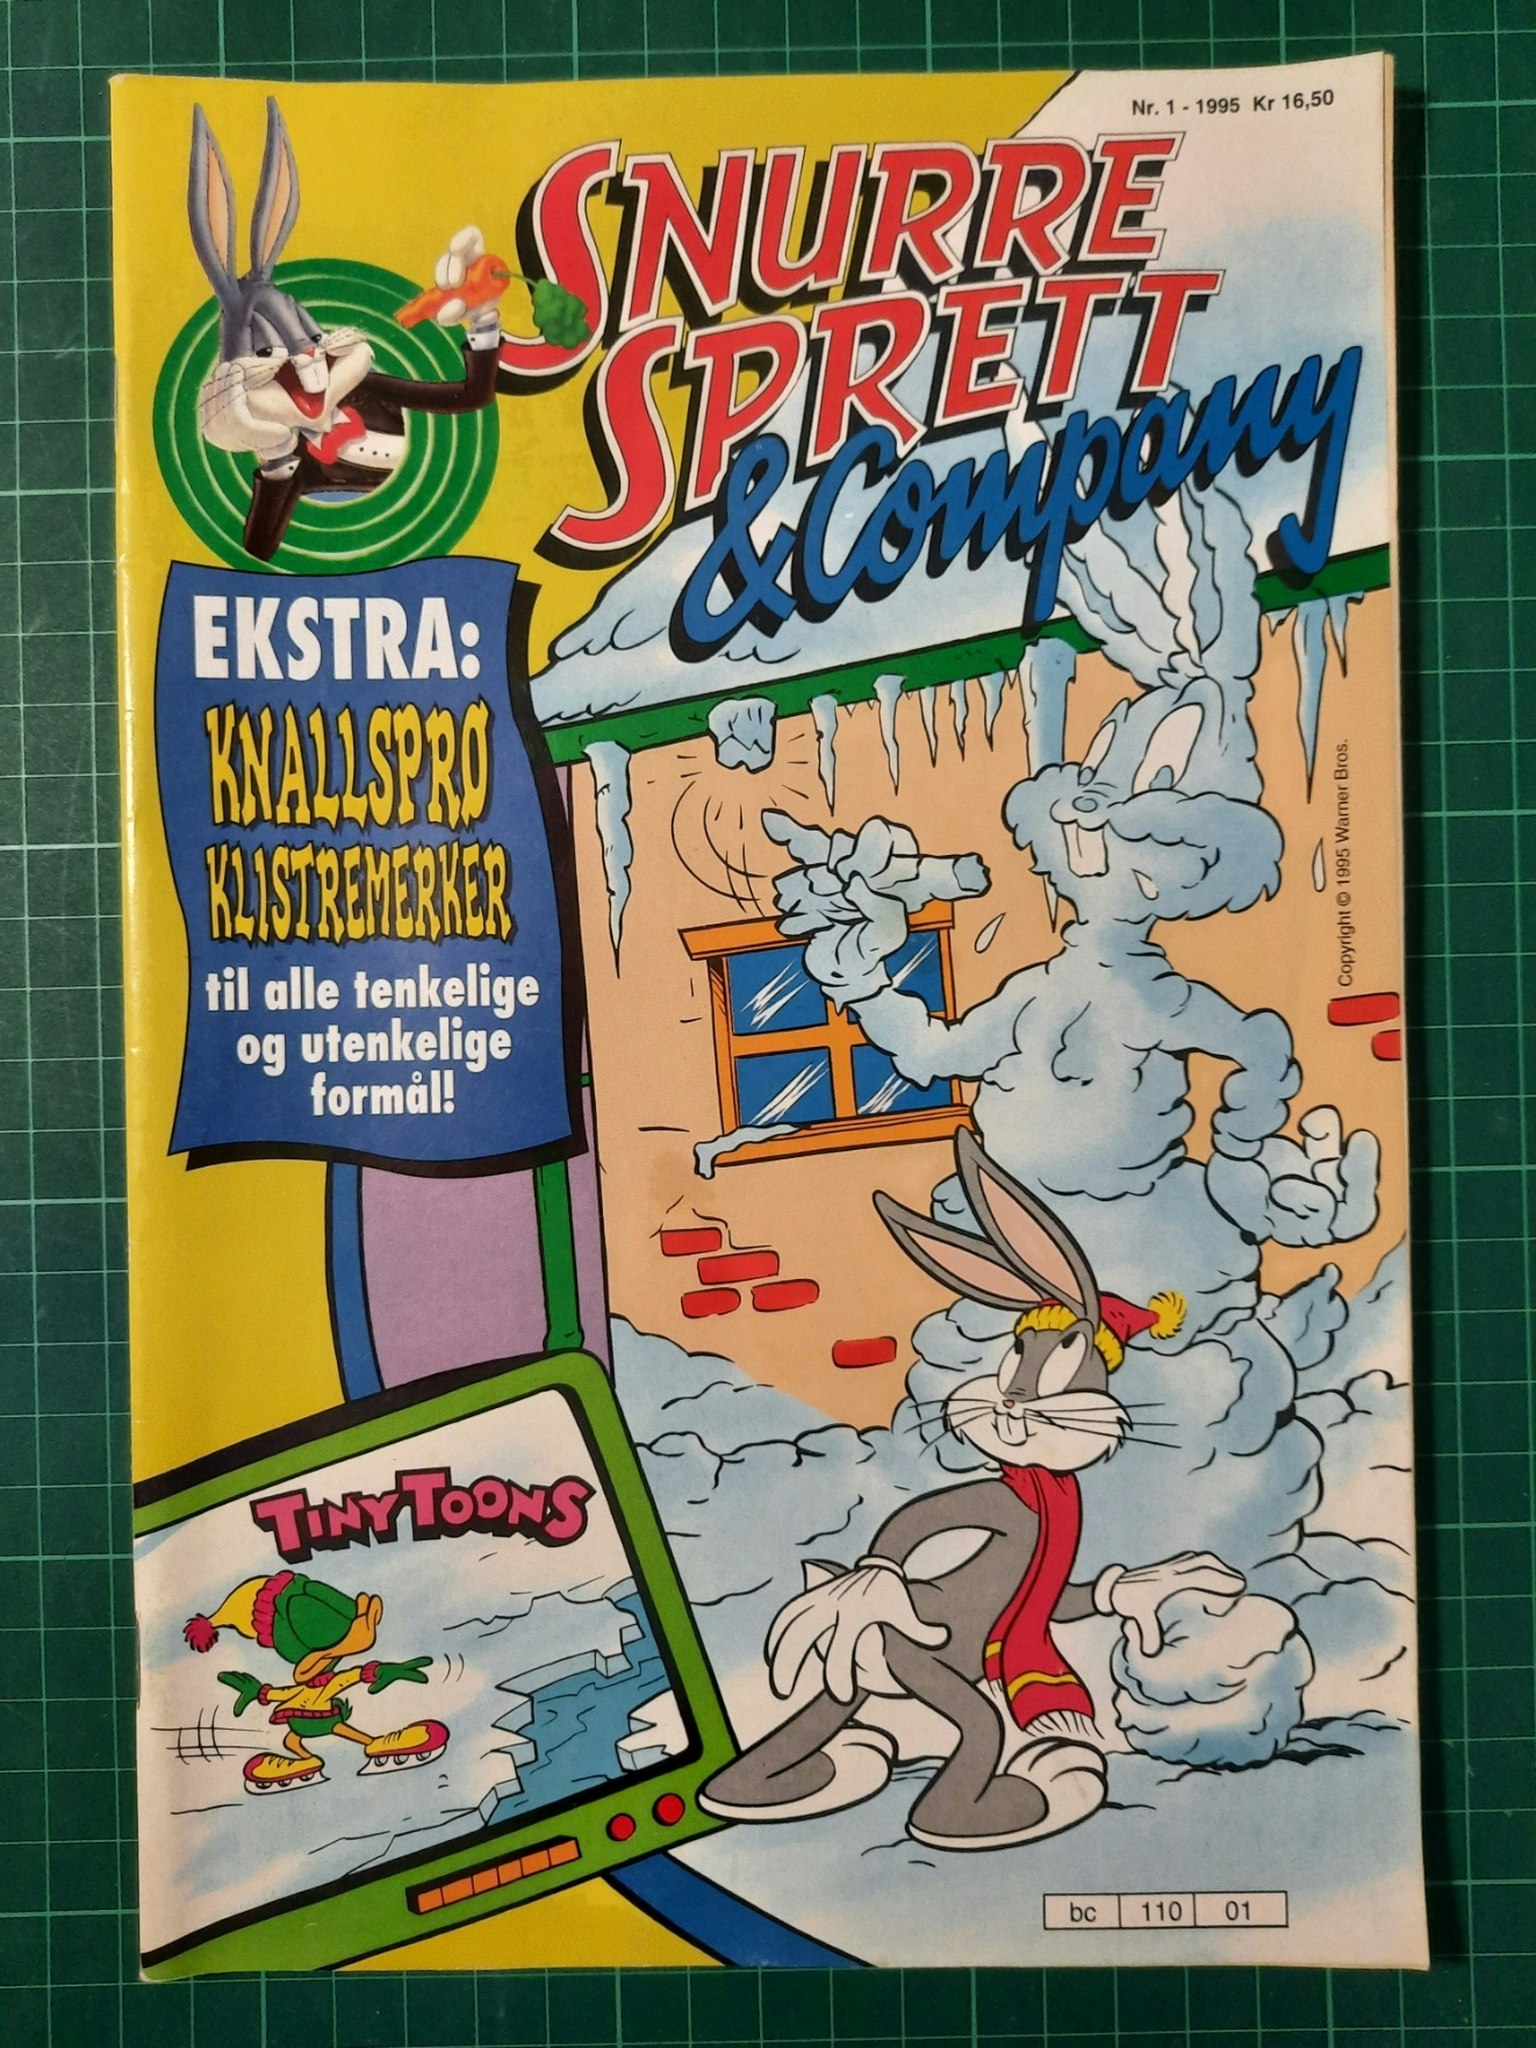 Nr. 1 - 1995 Kr 16,50
SNURRE
SPRETT
& Company
EKSTRA:
KNALLSPRØ
KLISTREMERKER
til alle tenkelige
og utenkelige
formål!
Copyright © 1995 Warner Bros.
TINY TOONS
bc 110 01